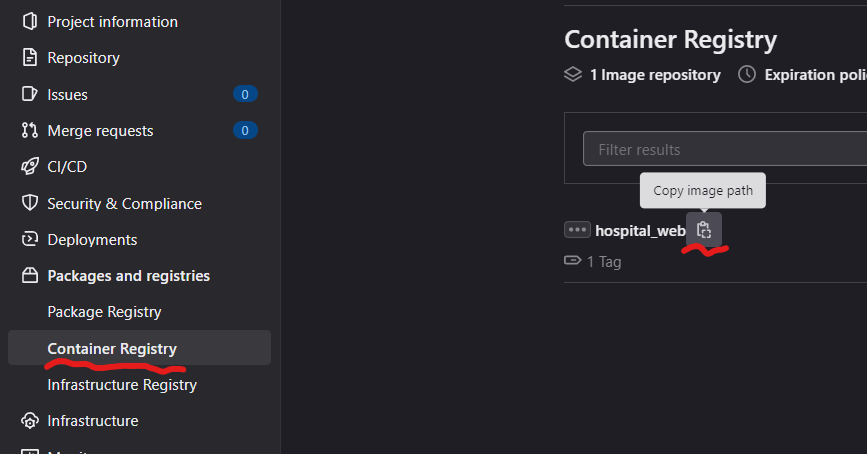 Project information
Repository
Issues 0
Merge requests 0
CI/CD
Security & Compliance
Deployments
Packages and registries
Package Registry
Container Registry
Infrastructure Registry
Infrastructure
Container Registry
1 Image repository Expiration poli
Filter results
Copy image path
hospital_web
1 Tag